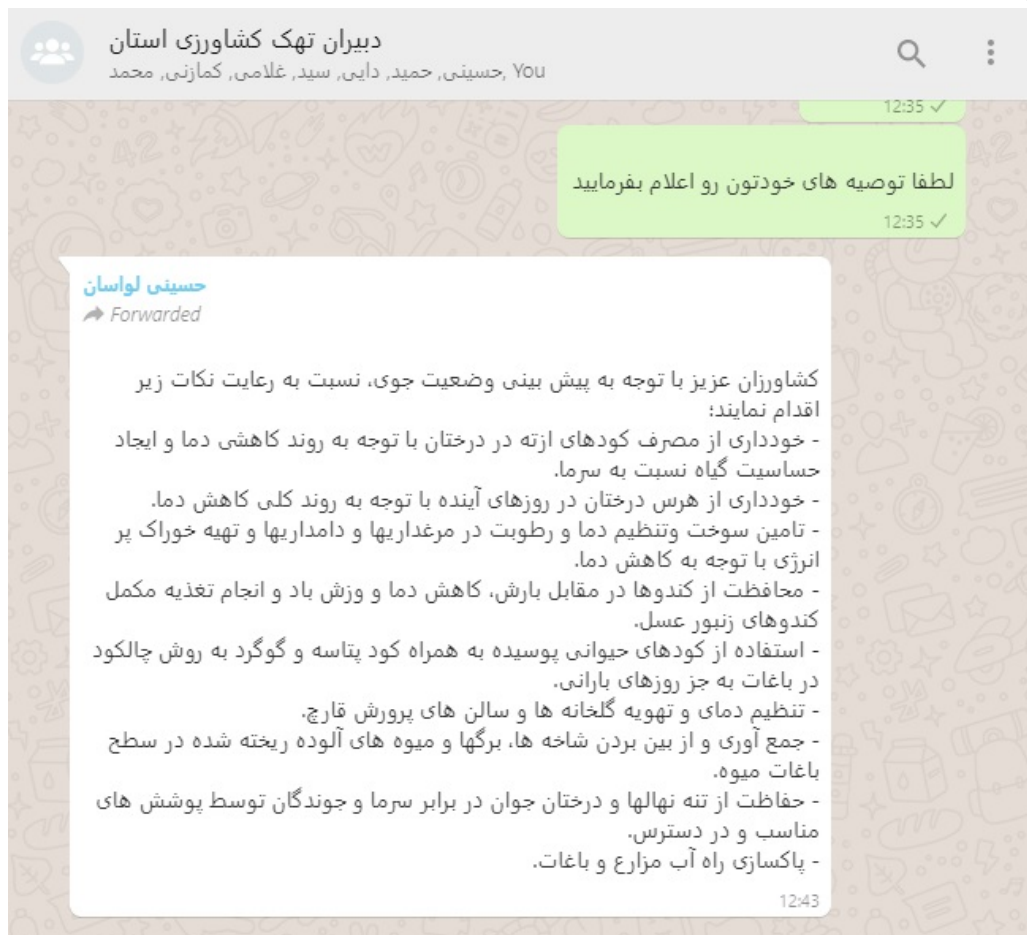 دبیران تهک کشاورزی استان
حسینی, حمید, دایی, سید, غلامی, کمازنی, محمد, You
12:35
لطفا توصیه های خودتون رو اعلام بفرمایید
12:35
حسینی لواسان
Forwarded
کشاورزان عزیز با توجه به پیش بینی وضعیت جوی، نسبت به رعایت نکات زیر
اقدام نمایند؛
- خودداری از مصرف کودهای ازته در درختان با توجه به روند کاهشی دما و ایجاد
حساسیت گیاه نسبت به سرما.
- خودداری از هرس درختان در روزهای آینده با توجه به روند کلی کاهش دما.
- تامین سوخت وتنظیم دما و رطوبت در مرغداریها و دامداریها و تهیه خوراک پر
انرژی با توجه به کاهش دما.
- محافظت از کندوها در مقابل بارش، کاهش دما و وزش باد و انجام تغذیه مکمل
کندوهای زنبور عسل.
- استفاده از کودهای حیوانی پوسیده به همراه کود پتاسه و گوگرد به روش چالکود
در باغات به جز روزهای بارانی.
- تنظیم دمای و تهویه گلخانه ها و سالن های پرورش قارچ.
- جمع آوری و از بین بردن شاخه ها، برگها و میوه های آلوده ریخته شده در سطح
باغات میوه.
- حفاظت از تنه نهالها و درختان جوان در برابر سرما و جوندگان توسط پوشش های
مناسب و در دسترس.
- پاکسازی راه آب مزارع و باغات.
12:43